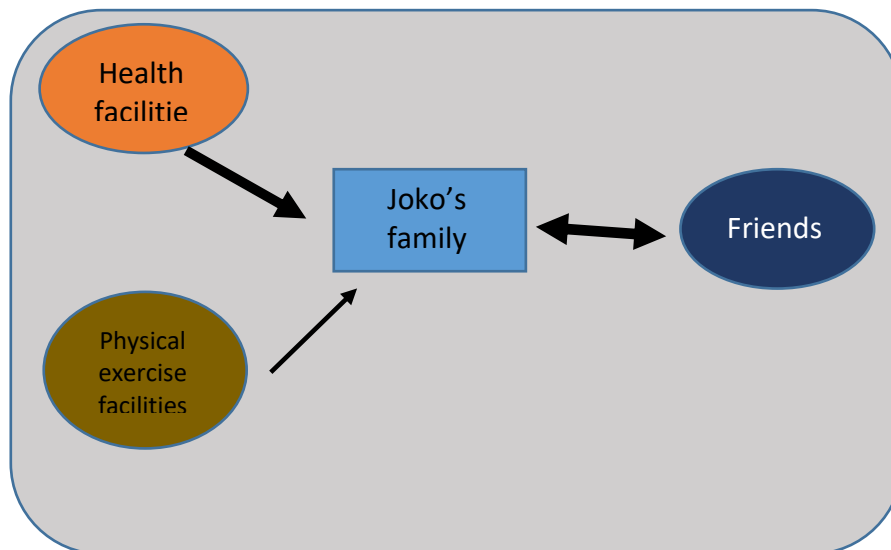 Health
facilitie
Joko’s
family
Friends
Physical
exercise
facilities